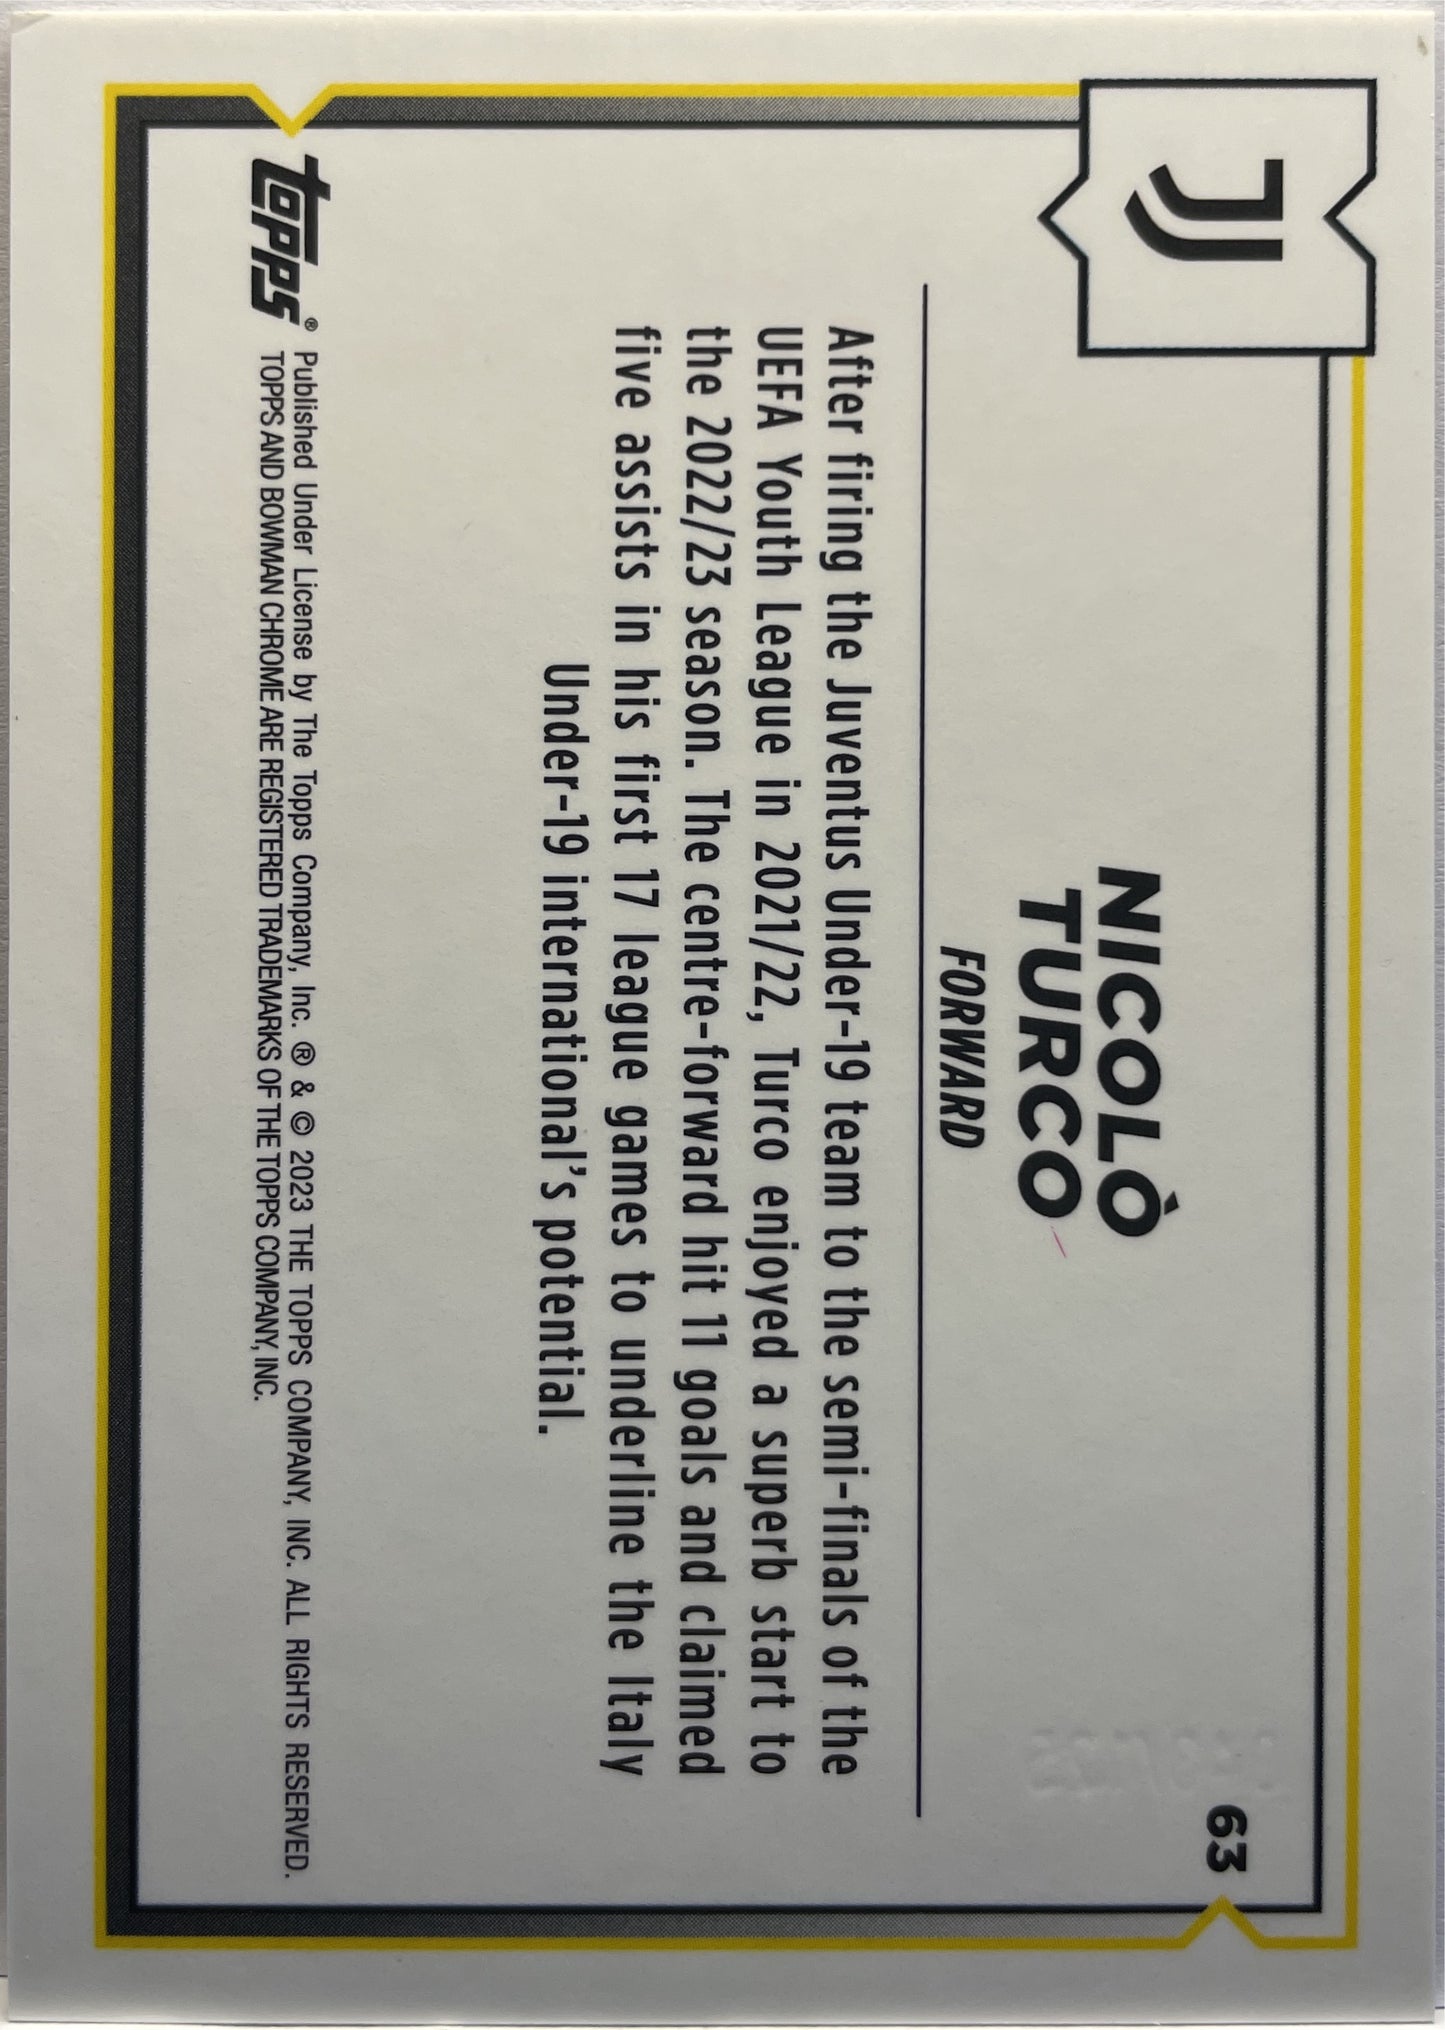 63
NICOLÒ
TURCO
FORWARD
After firing the Juventus Under-19 team to the semi-finals of the
UEFA Youth League in 2021/22, Turco enjoyed a superb start to
the 2022/23 season. The centre-forward hit 11 goals and claimed
five assists in his first 17 league games to underline the Italy
Under-19 international's potential.
topps®
Published Under License by The Topps Company, Inc. ® & © 2023 THE TOPPS COMPANY, INC. ALL RIGHTS RESERVED.
TOPPS AND BOWMAN CHROME ARE REGISTERED TRADEMARKS OF THE TOPPS COMPANY, INC.